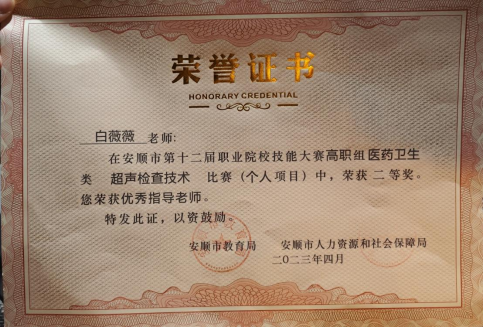 荣誉证书
HONORARY CREDENTIAL
白薇薇 老师:
在安顺市第十二届职业院校技能大赛高职组医药卫生
类 超声检查技术 比赛（个人项目）中，荣获 二等奖。
您荣获优秀指导老师。
特发此证，以资鼓励。
安顺市教育局 安顺市人力资源和社会保障局
二〇二三年四月